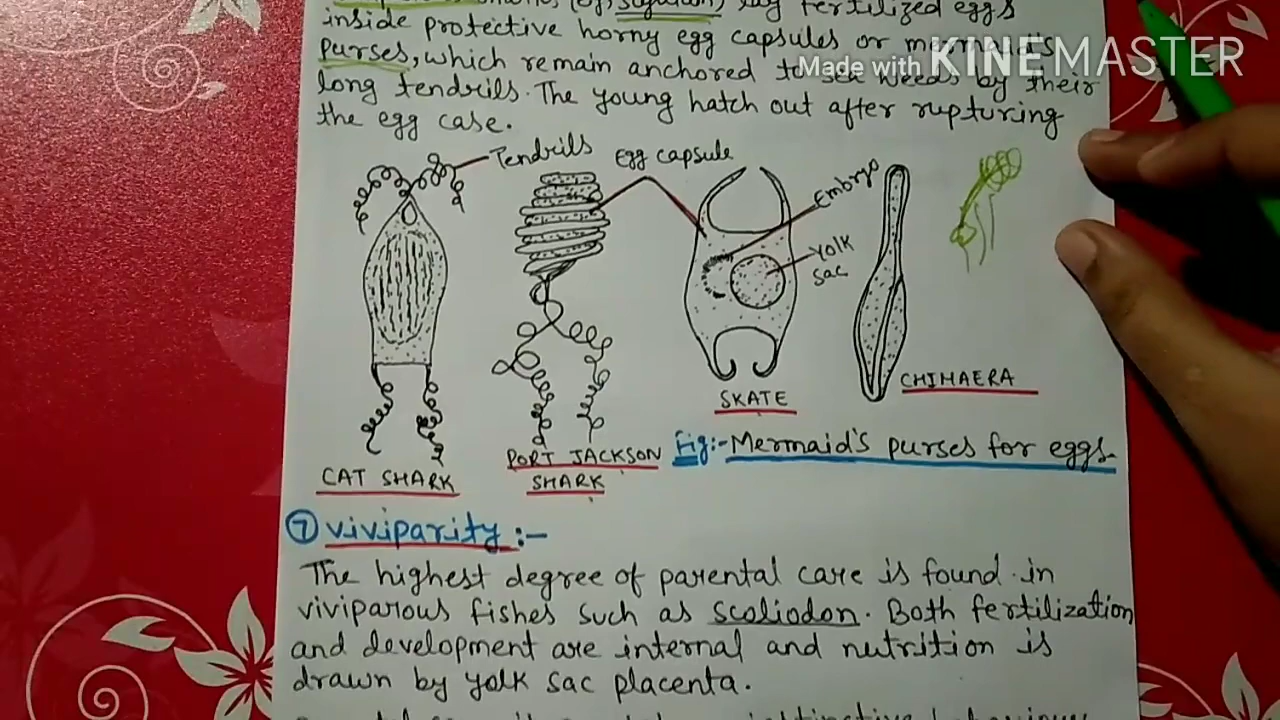 lay fertilized eggs
inside protective horny egg capsules or mermaid's
purses, which remain anchored to sea weeds by their
long tendrils. The young hatch out after rupturing
the egg case.
Made with KINEMASTER
Tendrils
Egg capsule
Embryo
Yolk sac
CAT SHARK
PORT JACKSON
SHARK
SKATE
CHIMAERA
Fig:- Mermaid's purses for eggs.
⑦ viviparity :-
The highest degree of parental care is found in
viviparous fishes such as scoliodon. Both fertilization
and development are internal and nutrition is
drawn by yolk sac placenta.